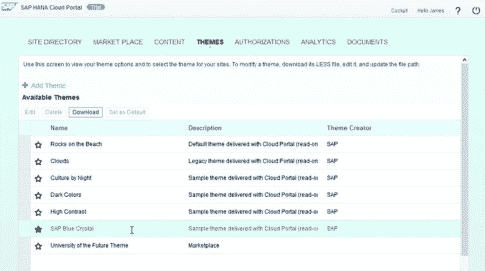 SAP HANA Cloud Portal Trial Cockpit Hello James ?
SITE DIRECTORY MARKET PLACE CONTENT THEMES AUTHORIZATIONS ANALYTICS DOCUMENTS
Use this screen to view your theme options and to select the theme for your sites. To modify a theme, download its LESS file, edit it, and update the file path.
+ Add Theme
Available Themes
Edit Delete Download Set as Default
Name Description Theme Creator
Rocks on the Beach Default theme delivered with Cloud Portal (read-on SAP
Clouds Legacy theme delivered with Cloud Portal (read-on SAP
Culture by Night Sample theme delivered with Cloud Portal (read-on SAP
Dark Colors Sample theme delivered with Cloud Portal (read-on SAP
High Contrast Sample theme delivered with Cloud Portal (read-on SAP
SAP Blue Crystal Sample theme delivered with Cloud Portal (read-on SAP
University of the Future Theme Marketplace